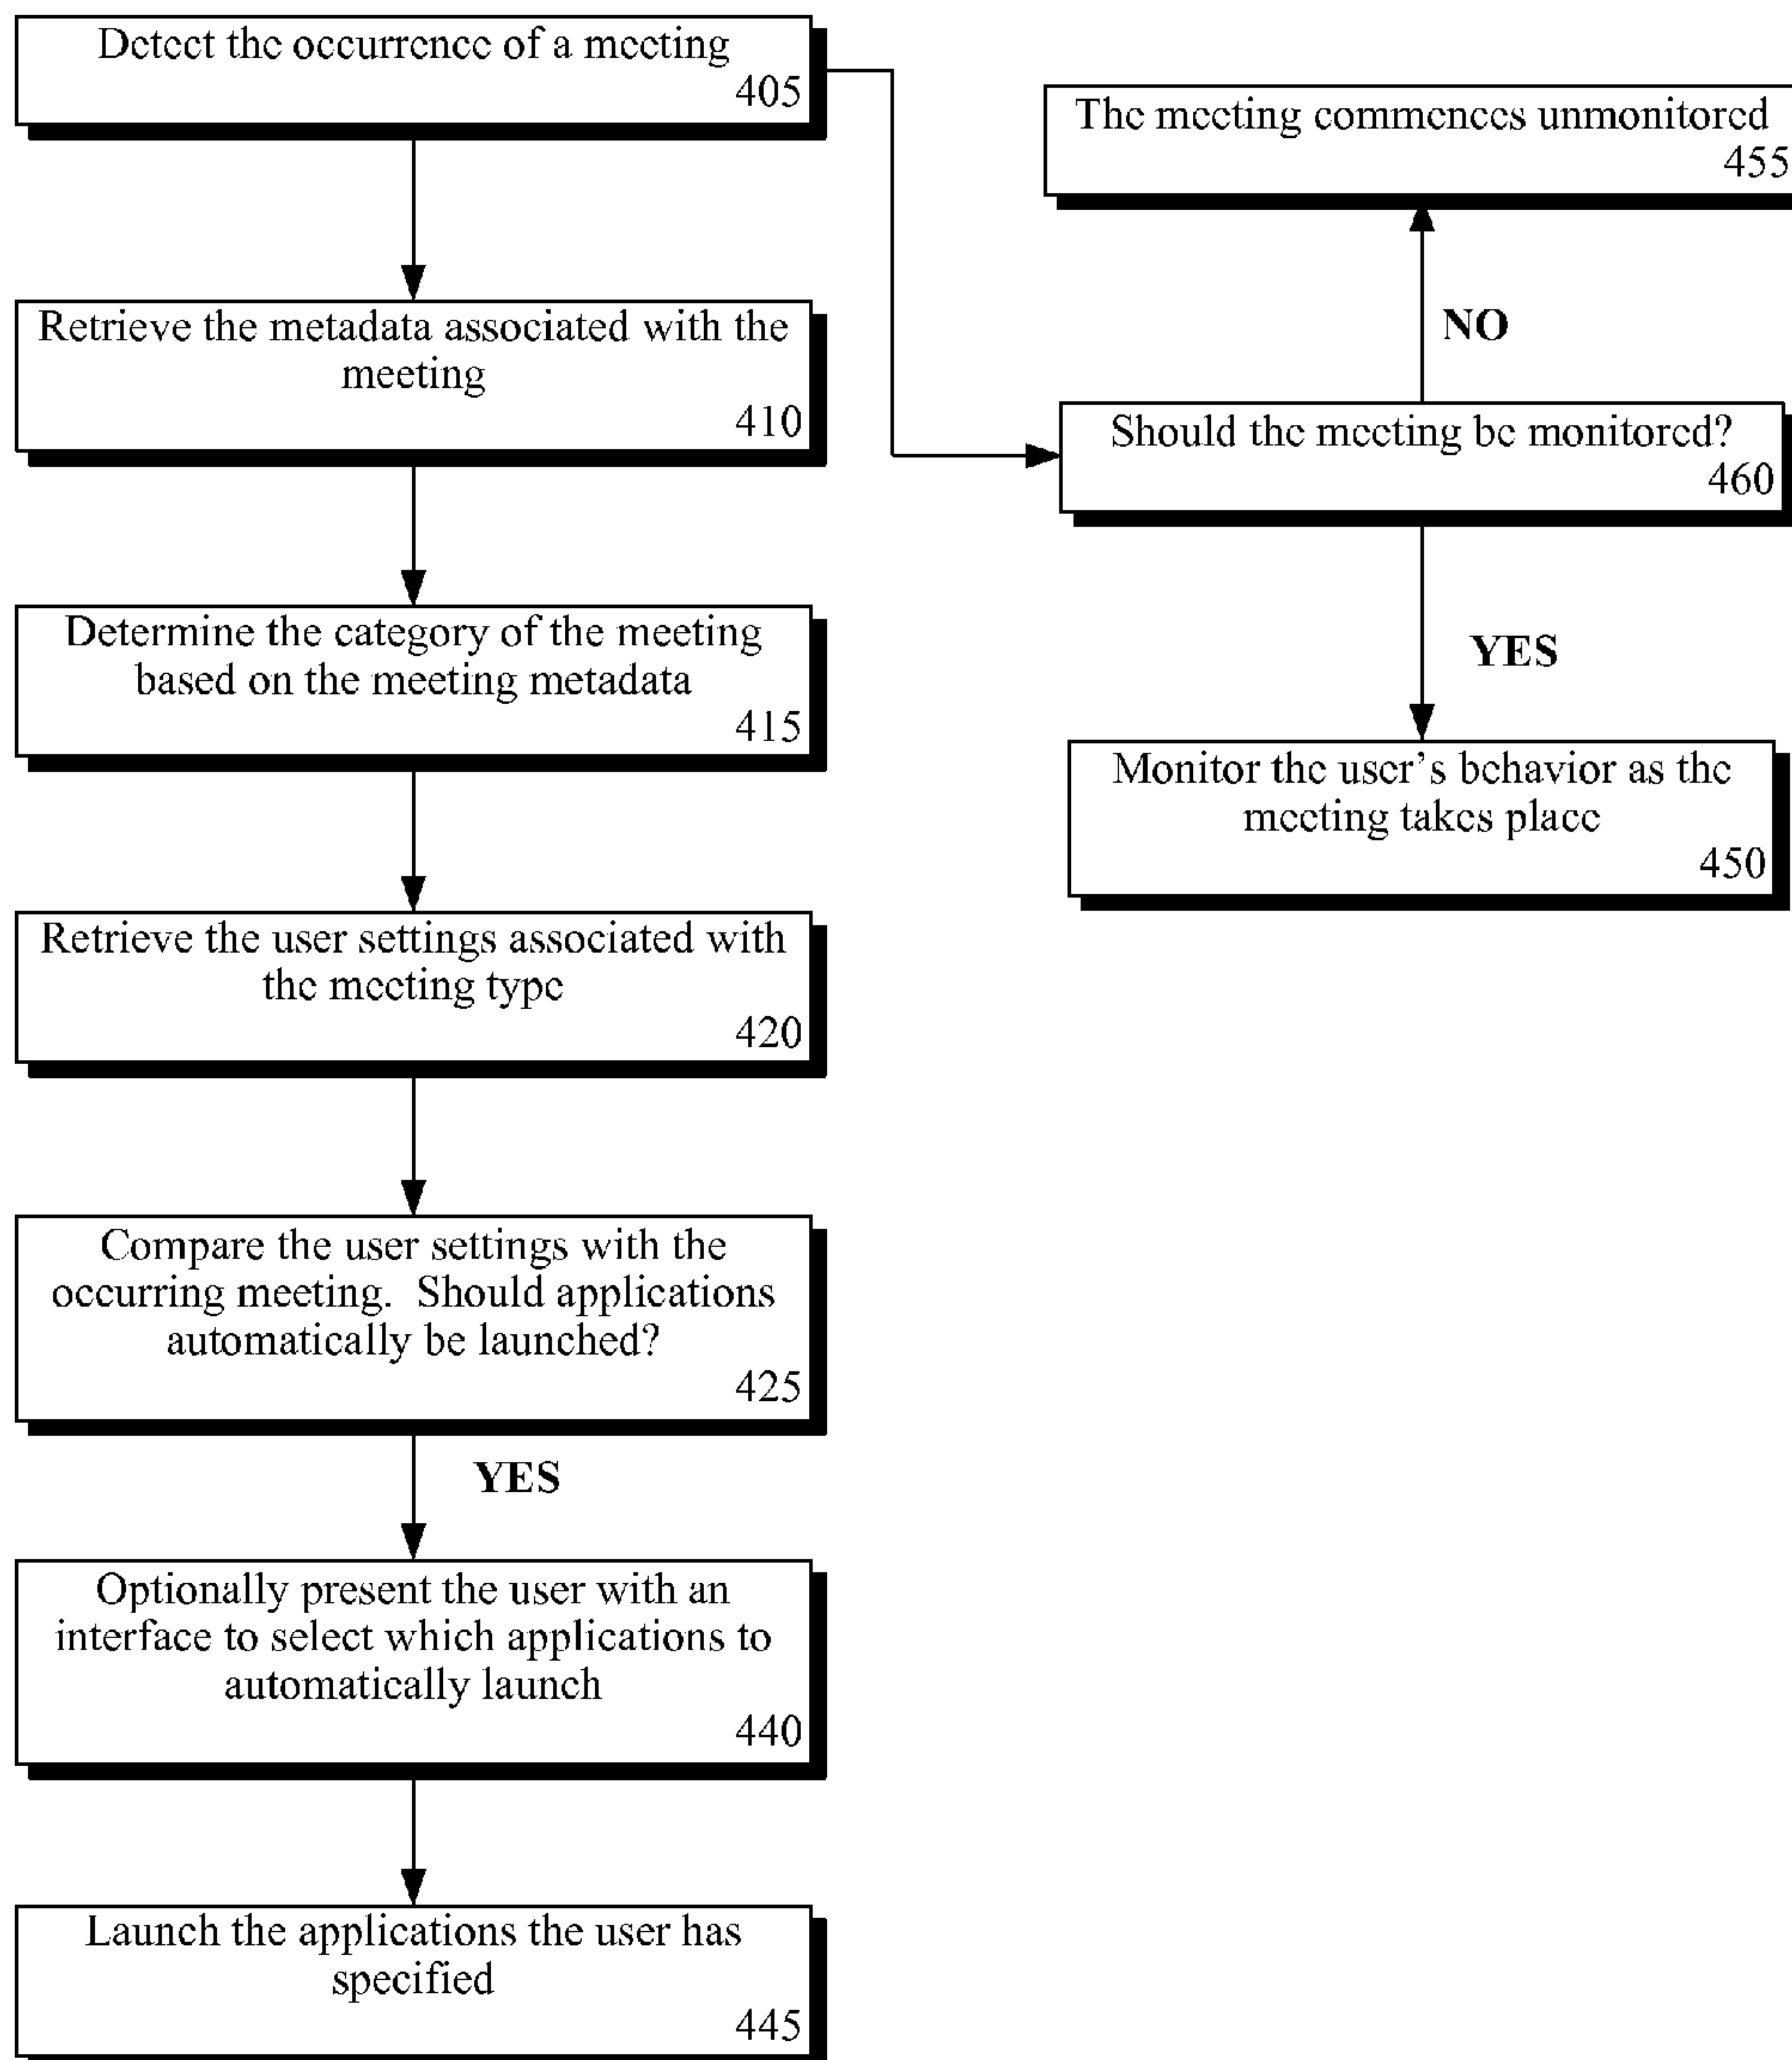 Detect the occurrence of a meeting
405
Retrieve the metadata associated with the
meeting
410
Determine the category of the meeting
based on the meeting metadata
415
Retrieve the user settings associated with
the meeting type
420
Compare the user settings with the
occurring meeting.  Should applications
automatically be launched?
425
YES
Optionally present the user with an
interface to select which applications to
automatically launch
440
Launch the applications the user has
specified
445
The meeting commences unmonitored
455
NO
Should the meeting be monitored?
460
YES
Monitor the user’s behavior as the
meeting takes place
450